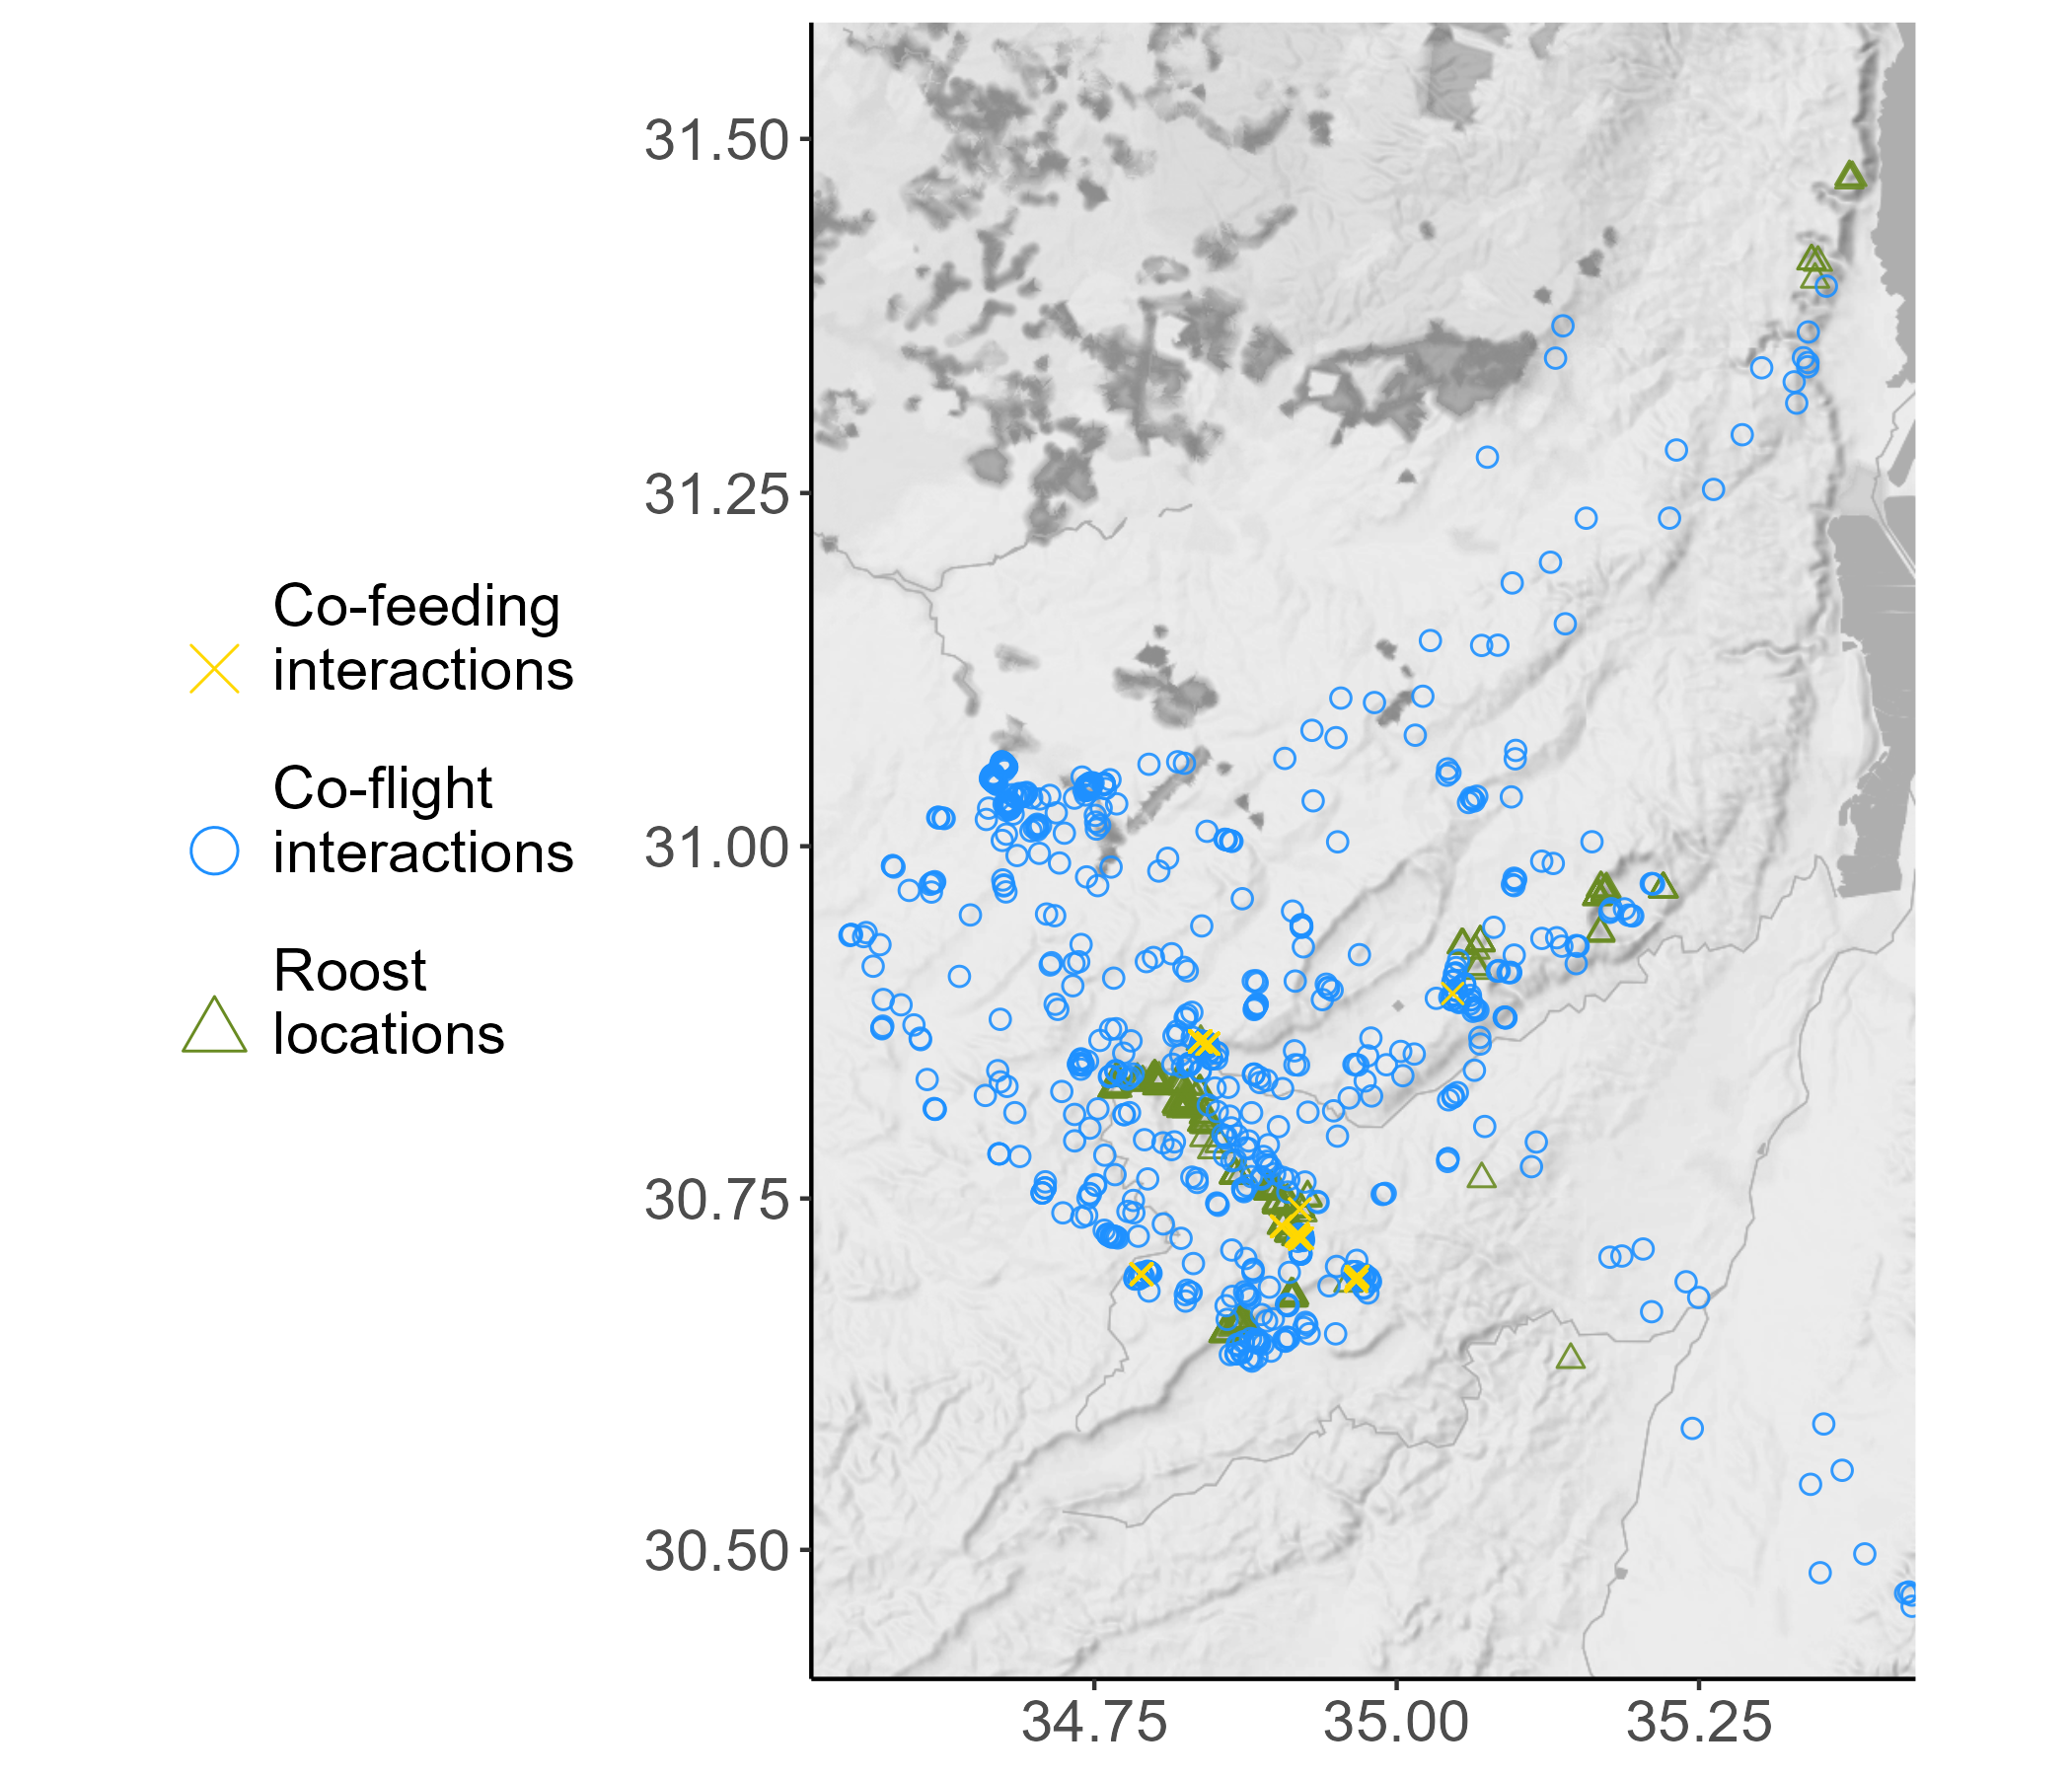 31.50
31.25
31.00
30.75
30.50
Co-feeding
interactions
Co-flight
interactions
Roost
locations
34.75 35.00 35.25